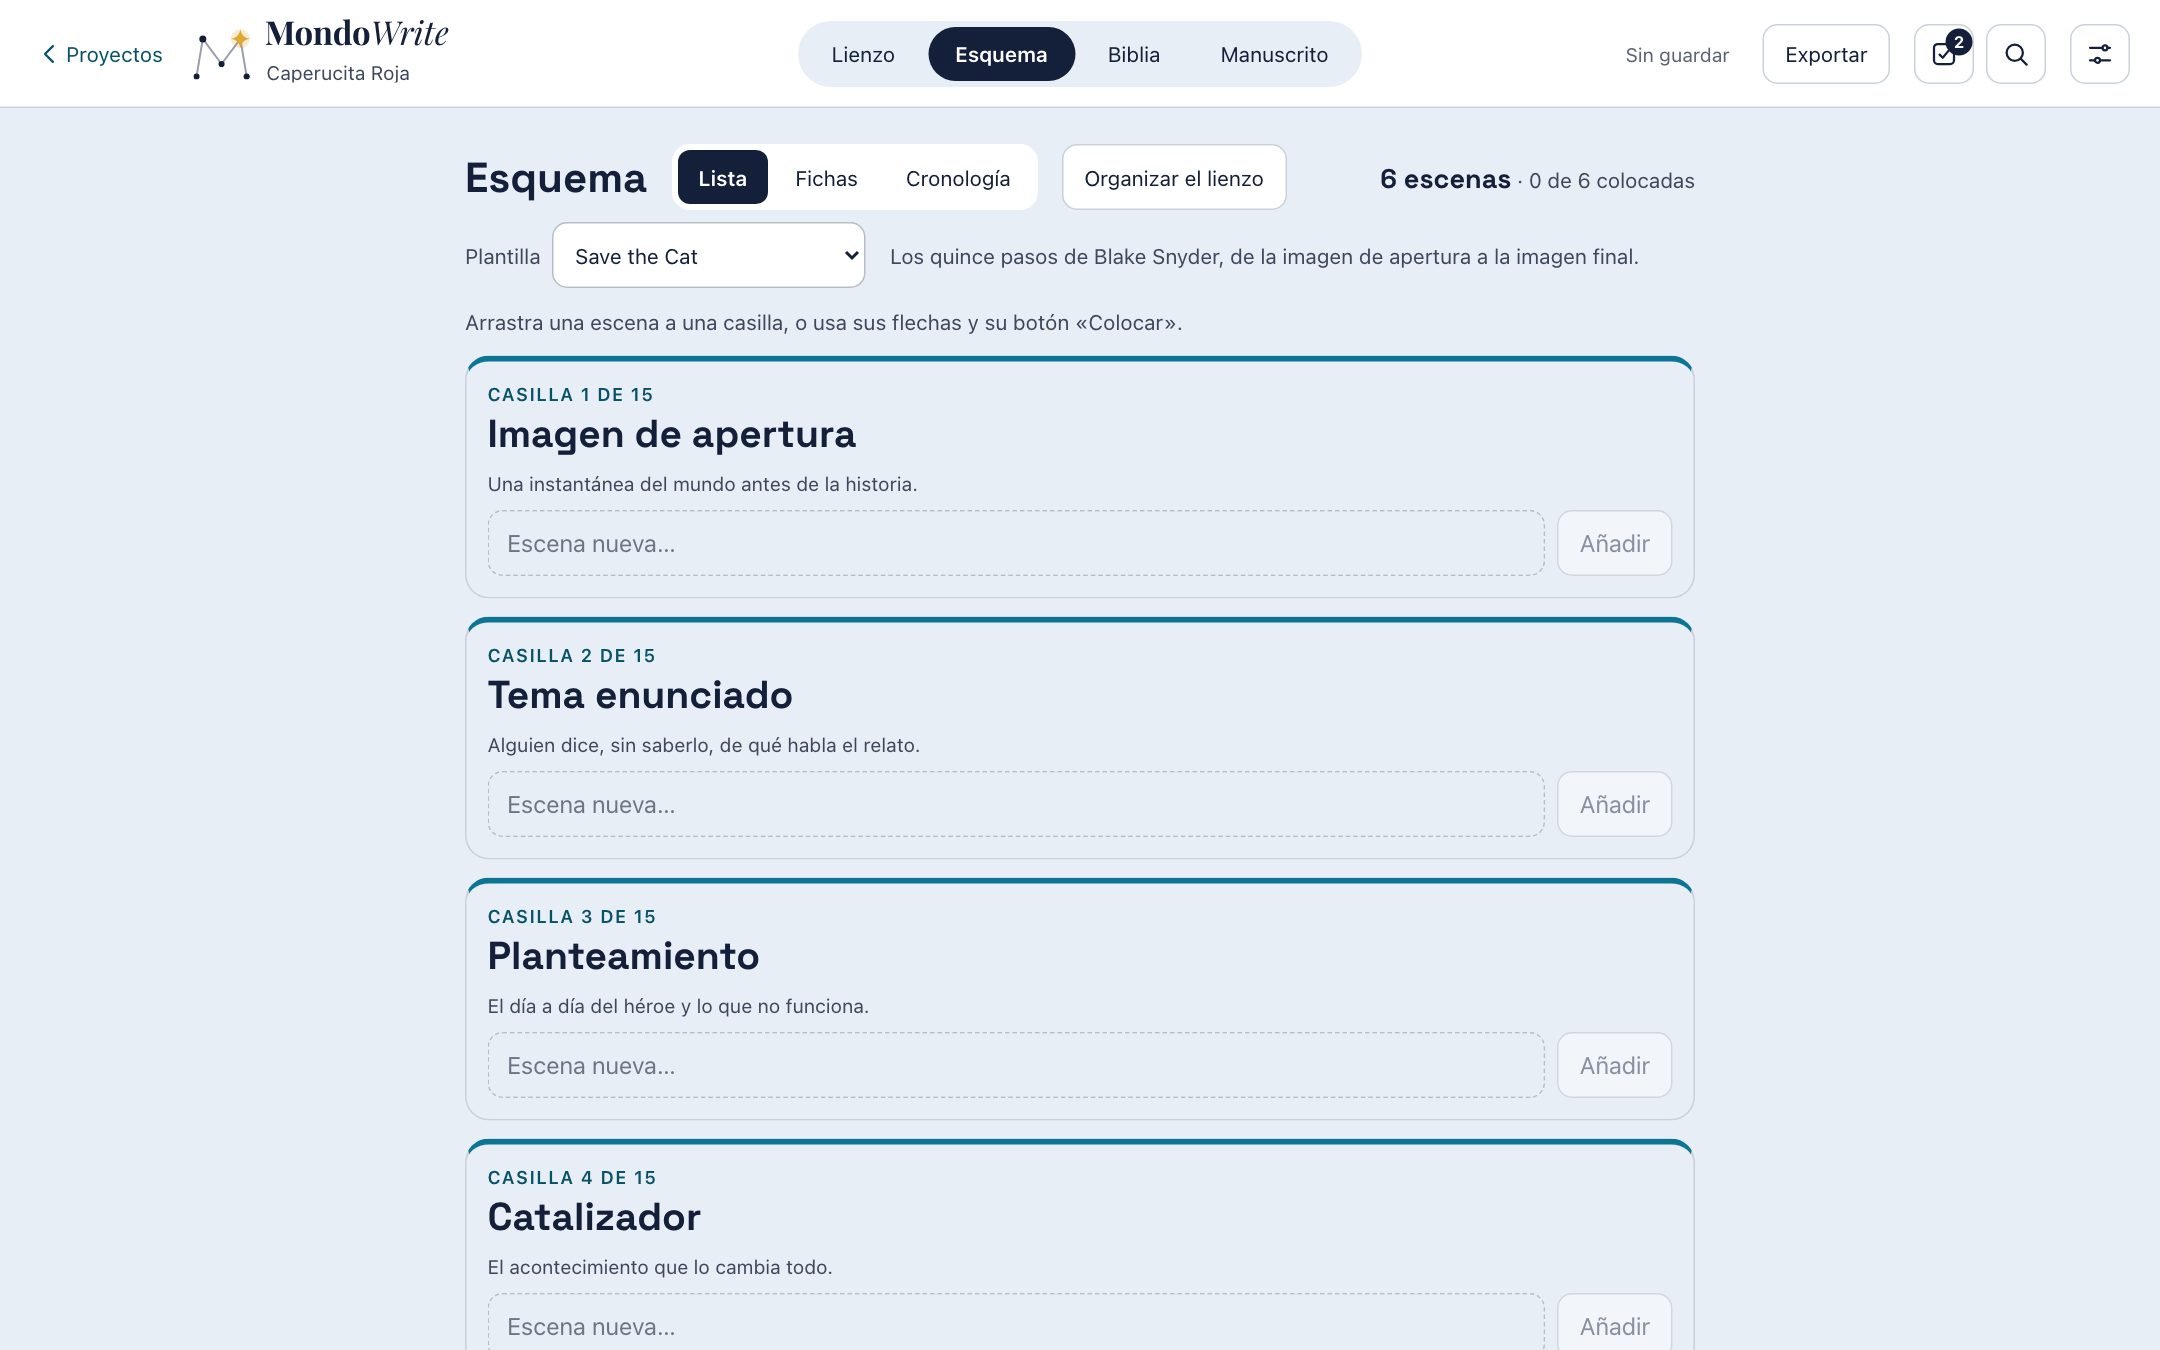 Proyectos
MondoWrite
Caperucita Roja
Lienzo
Esquema
Biblia
Manuscrito
Sin guardar
Exportar
2
Esquema
Lista
Fichas
Cronología
Organizar el lienzo
6 escenas · 0 de 6 colocadas
Plantilla
Save the Cat
Los quince pasos de Blake Snyder, de la imagen de apertura a la imagen final.
Arrastra una escena a una casilla, o usa sus flechas y su botón «Colocar».
CASILLA 1 DE 15
Imagen de apertura
Una instantánea del mundo antes de la historia.
Escena nueva...
Añadir
CASILLA 2 DE 15
Tema enunciado
Alguien dice, sin saberlo, de qué habla el relato.
Escena nueva...
Añadir
CASILLA 3 DE 15
Planteamiento
El día a día del héroe y lo que no funciona.
Escena nueva...
Añadir
CASILLA 4 DE 15
Catalizador
El acontecimiento que lo cambia todo.
Escena nueva...
Añadir